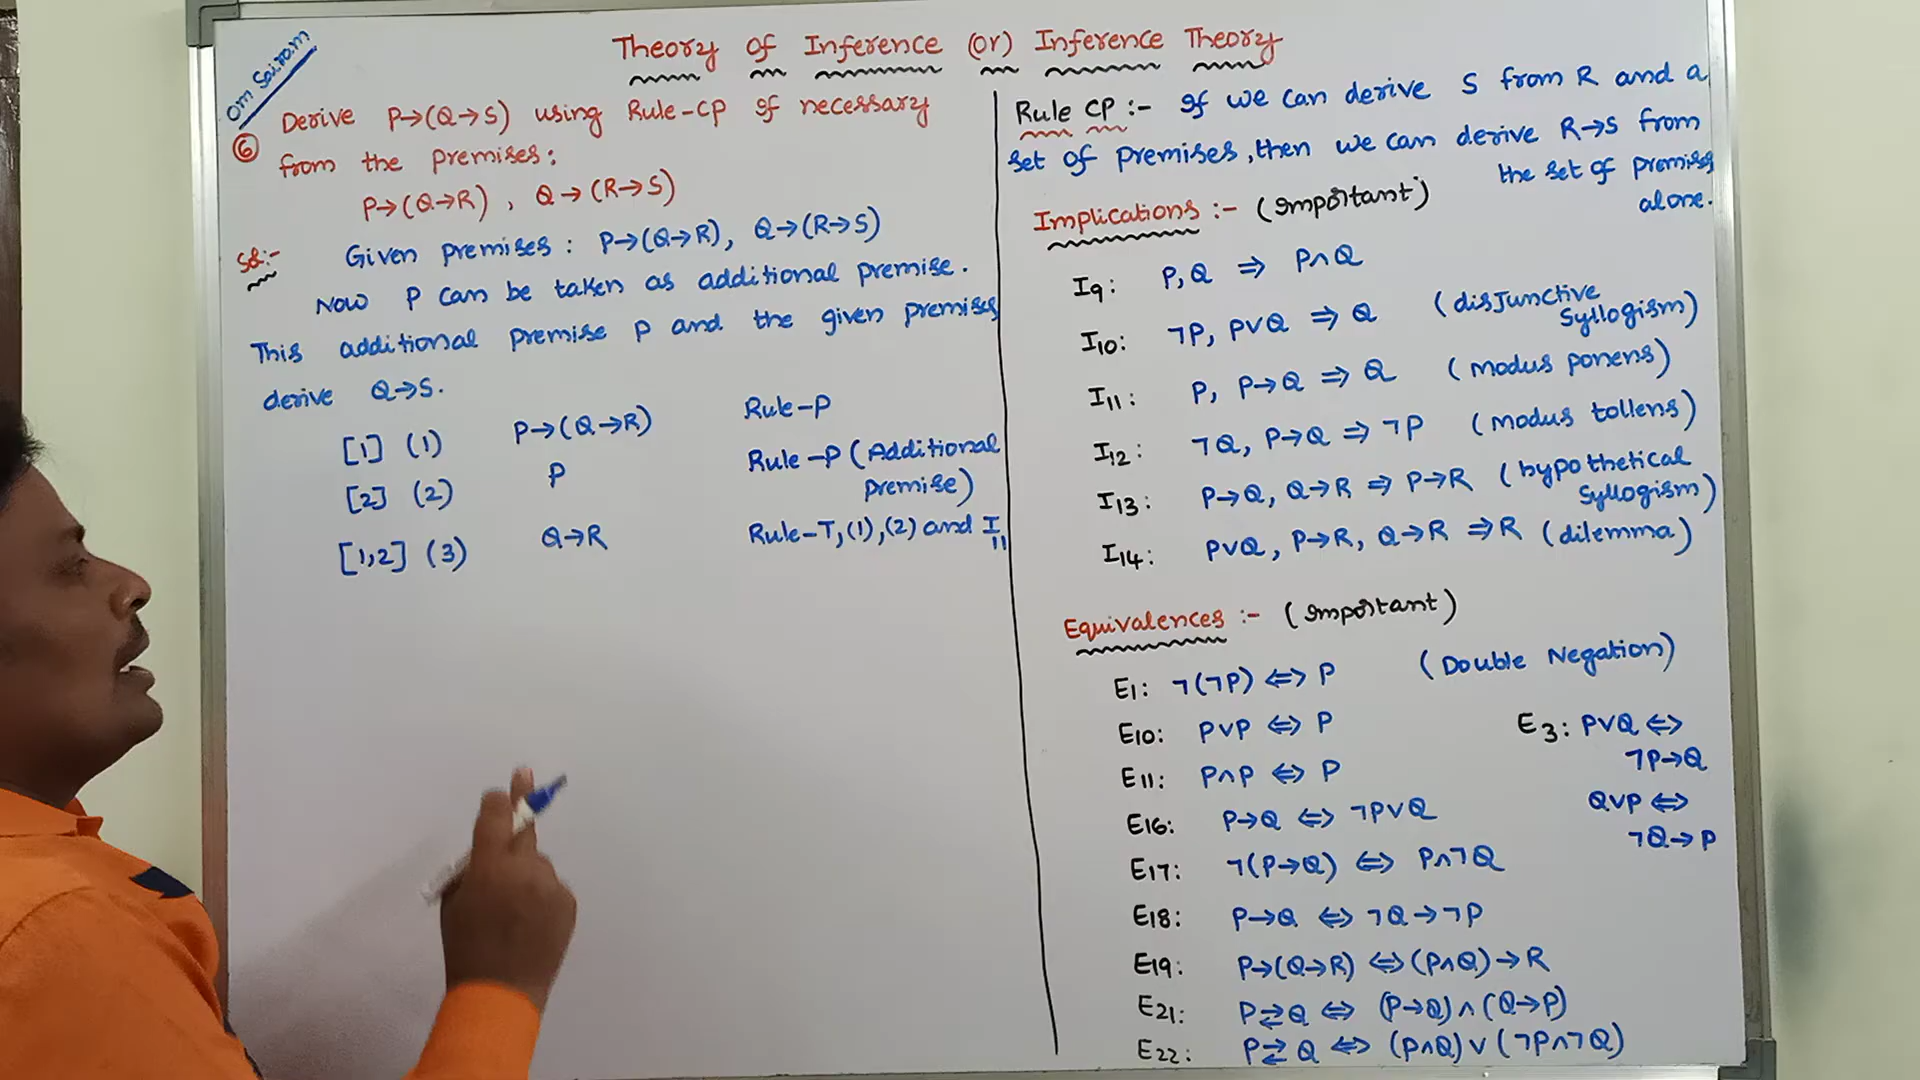 Theory of Inference (or) Inference Theory
Om Sairam
⑥ Derive P→(Q→S) using Rule-CP if necessary
from the premises:
P→(Q→R), Q→(R→S)
Sol:- Given premises: P→(Q→R), Q→(R→S)
Now P can be taken as additional premise.
This additional premise P and the given premises
derive Q→S.
[1] (1) P→(Q→R) Rule-P
[2] (2) P Rule-P (Additional
premise)
[1,2] (3) Q→R Rule-T, (1), (2) and I₁₁
Rule CP:- If we can derive S from R and a
set of premises, then we can derive R→S from
the set of premises
alone.
Implications:- (Important)
I₉: P, Q ⇒ P∧Q
I₁₀: ¬P, P∨Q ⇒ Q (disjunctive
syllogism)
I₁₁: P, P→Q ⇒ Q (modus ponens)
I₁₂: ¬Q, P→Q ⇒ ¬P (modus tollens)
I₁₃: P→Q, Q→R ⇒ P→R (hypothetical
syllogism)
I₁₄: P∨Q, P→R, Q→R ⇒ R (dilemma)
Equivalences:- (Important)
E₁: ¬(¬P) ⇔ P (Double Negation)
E₁₀: P∨P ⇔ P
E₁₁: P∧P ⇔ P
E₁₆: P→Q ⇔ ¬P∨Q
E₁₇: ¬(P→Q) ⇔ P∧¬Q
E₁₈: P→Q ⇔ ¬Q→¬P
E₁₉: P→(Q→R) ⇔ (P∧Q)→R
E₂₁: P⇄Q ⇔ (P→Q)∧(Q→P)
E₂₂: P⇄Q ⇔ (P∧Q)∨(¬P∧¬Q)
E₃: P∨Q ⇔
¬P→Q
Q∨P ⇔
¬Q→P